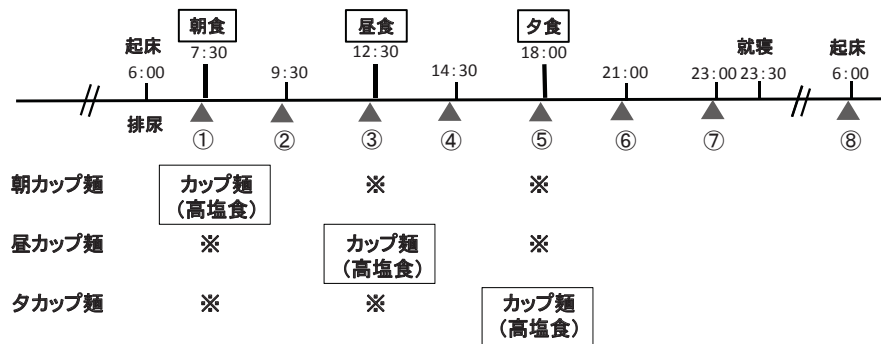 朝食 昼食 夕食
起床 7:30 12:30 18:00 就寝 起床
6:00 9:30 14:30 21:00 23:00 23:30 6:00
排尿 ① ② ③ ④ ⑤ ⑥ ⑦ ⑧
朝カップ麺 カップ麺 ※ ※
(高塩食)
昼カップ麺 ※ カップ麺 ※
(高塩食)
夕カップ麺 ※ ※ カップ麺
(高塩食)